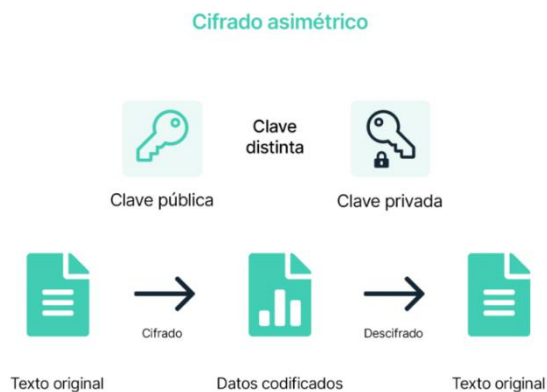 Cifrado asimétrico
Clave
distinta
Clave pública
Clave privada
Cifrado
Descifrado
Texto original
Datos codificados
Texto original